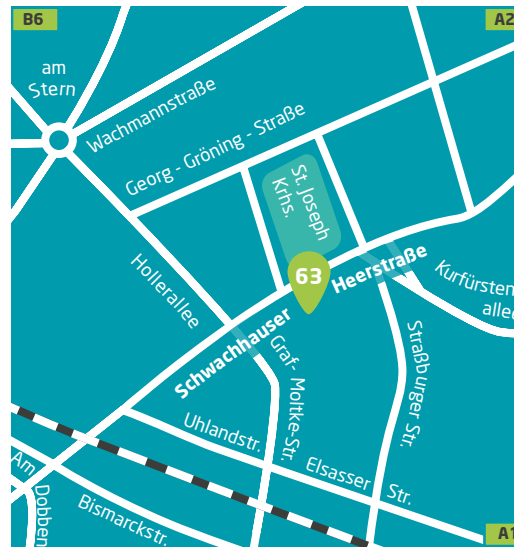 B6
A2
am
Stern
Wachmannstraße
Georg - Gröning - Straße
St. Joseph
Krhs.
Hollerallee
63
Schwachhauser
Heerstraße
Kurfürsten
allee
Graf- Moltke-Str.
Straßburger Str.
Uhlandstr.
Elsasser Str.
Am
Dobben
Bismarckstr.
A1